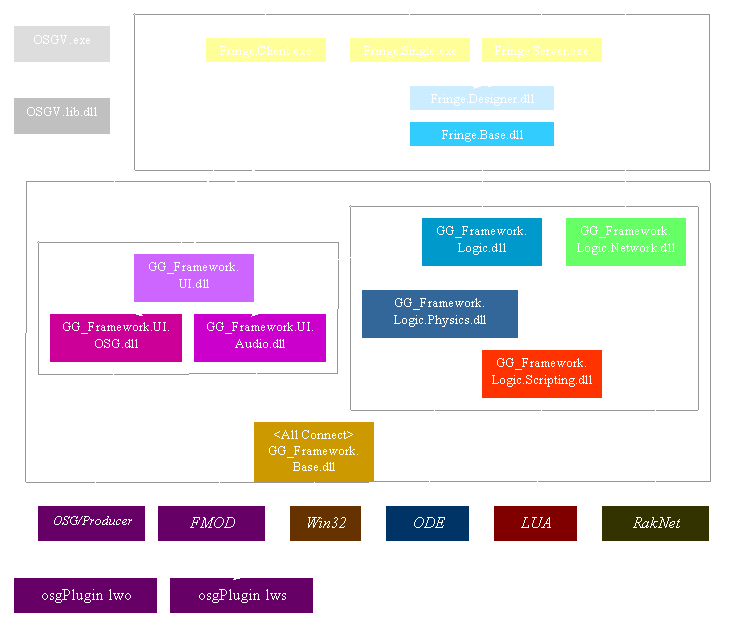 OSGV.exe
Fringe.Client.exe
Fringe.Single.exe
Fringe.Server.exe
OSGV.lib.dll
Fringe.Designer.dll
Fringe.Base.dll
GG_Framework.
Logic.dll
GG_Framework.
Logic.Network.dll
GG_Framework.
UI.dll
GG_Framework.
Logic.Physics.dll
GG_Framework.UI.
OSG.dll
GG_Framework.UI.
Audio.dll
GG_Framework.
Logic.Scripting.dll
<All Connect>
GG_Framework.
Base.dll
OSG/Producer
FMOD
Win32
ODE
LUA
RakNet
osgPlugin lwo
osgPlugin lws